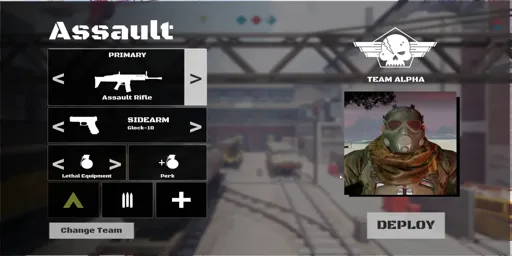 Assault
PRIMARY
< >
Assault Rifle
< SIDEARM >
Glock-18
< >
Lethal Equipment
+
Perk
Change Team
TEAM ALPHA
DEPLOY